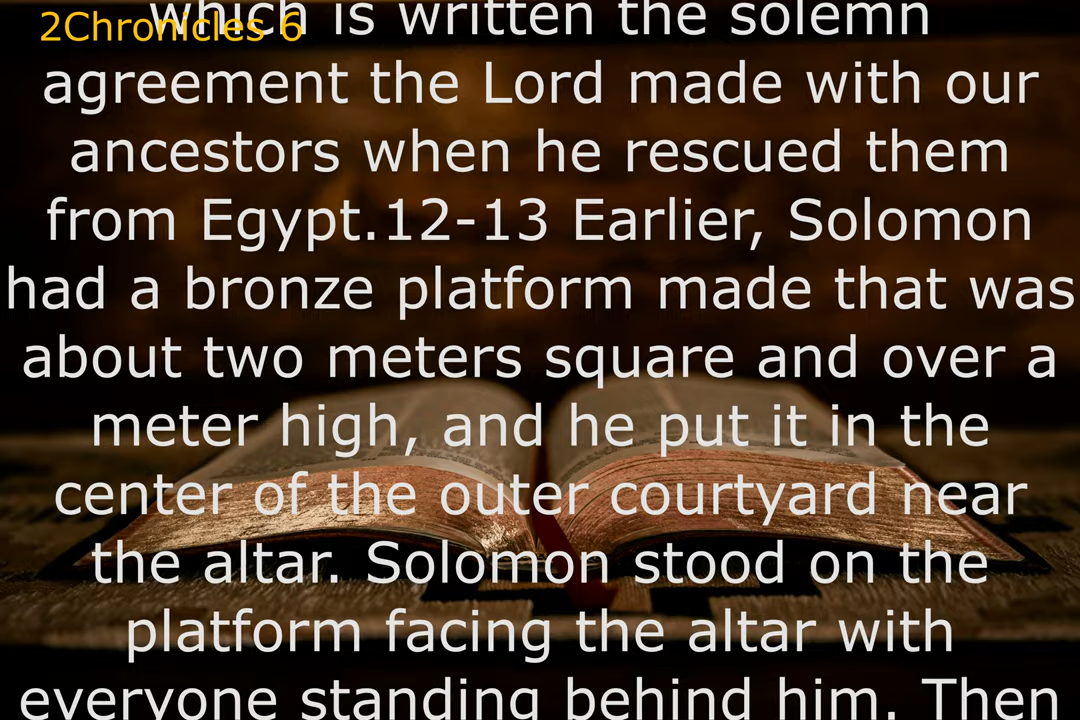 which is written the solemn
2Chronicles 6
agreement the Lord made with our
ancestors when he rescued them
from Egypt.12-13 Earlier, Solomon
had a bronze platform made that was
about two meters square and over a
meter high, and he put it in the
center of the outer courtyard near
the altar. Solomon stood on the
platform facing the altar with
everyone standing behind him. Then